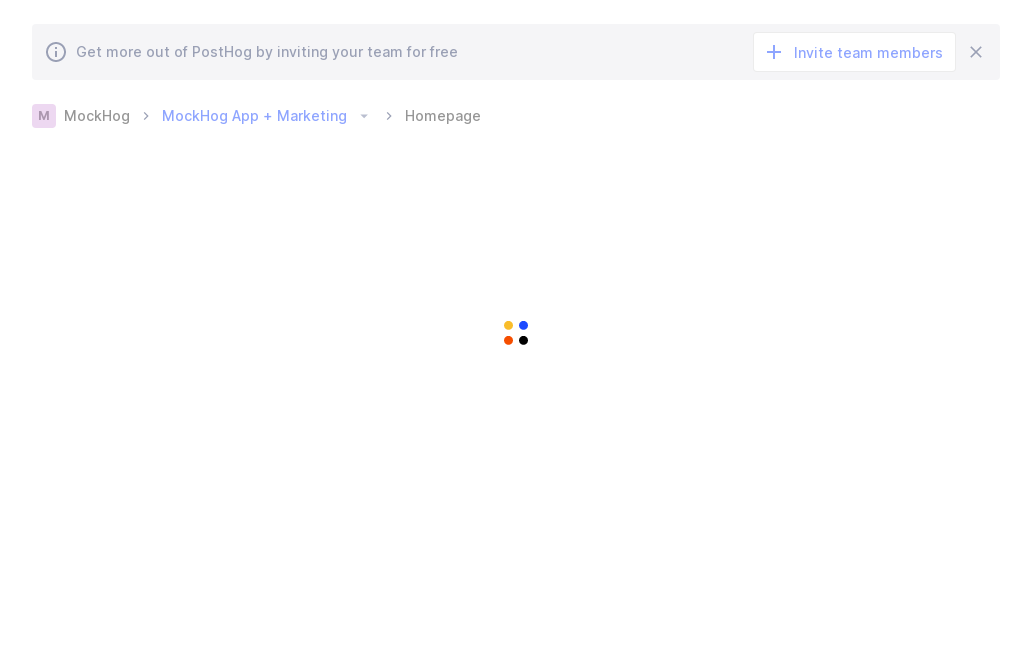 Get more out of PostHog by inviting your team for free
Invite team members
M MockHog MockHog App + Marketing Homepage